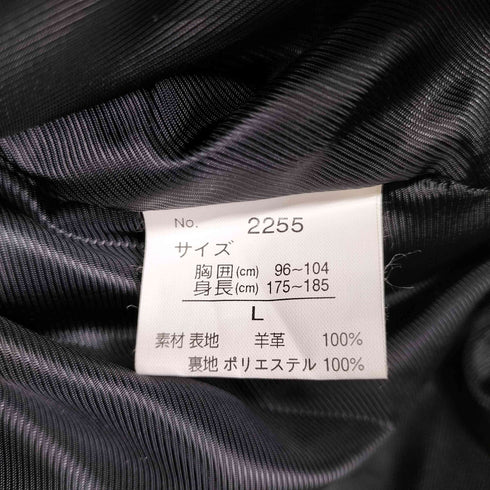 No. 2255
サイズ
胸囲(cm) 96~104
身長(cm) 175~185
L
素材 表地 羊革 100%
裏地 ポリエステル 100%